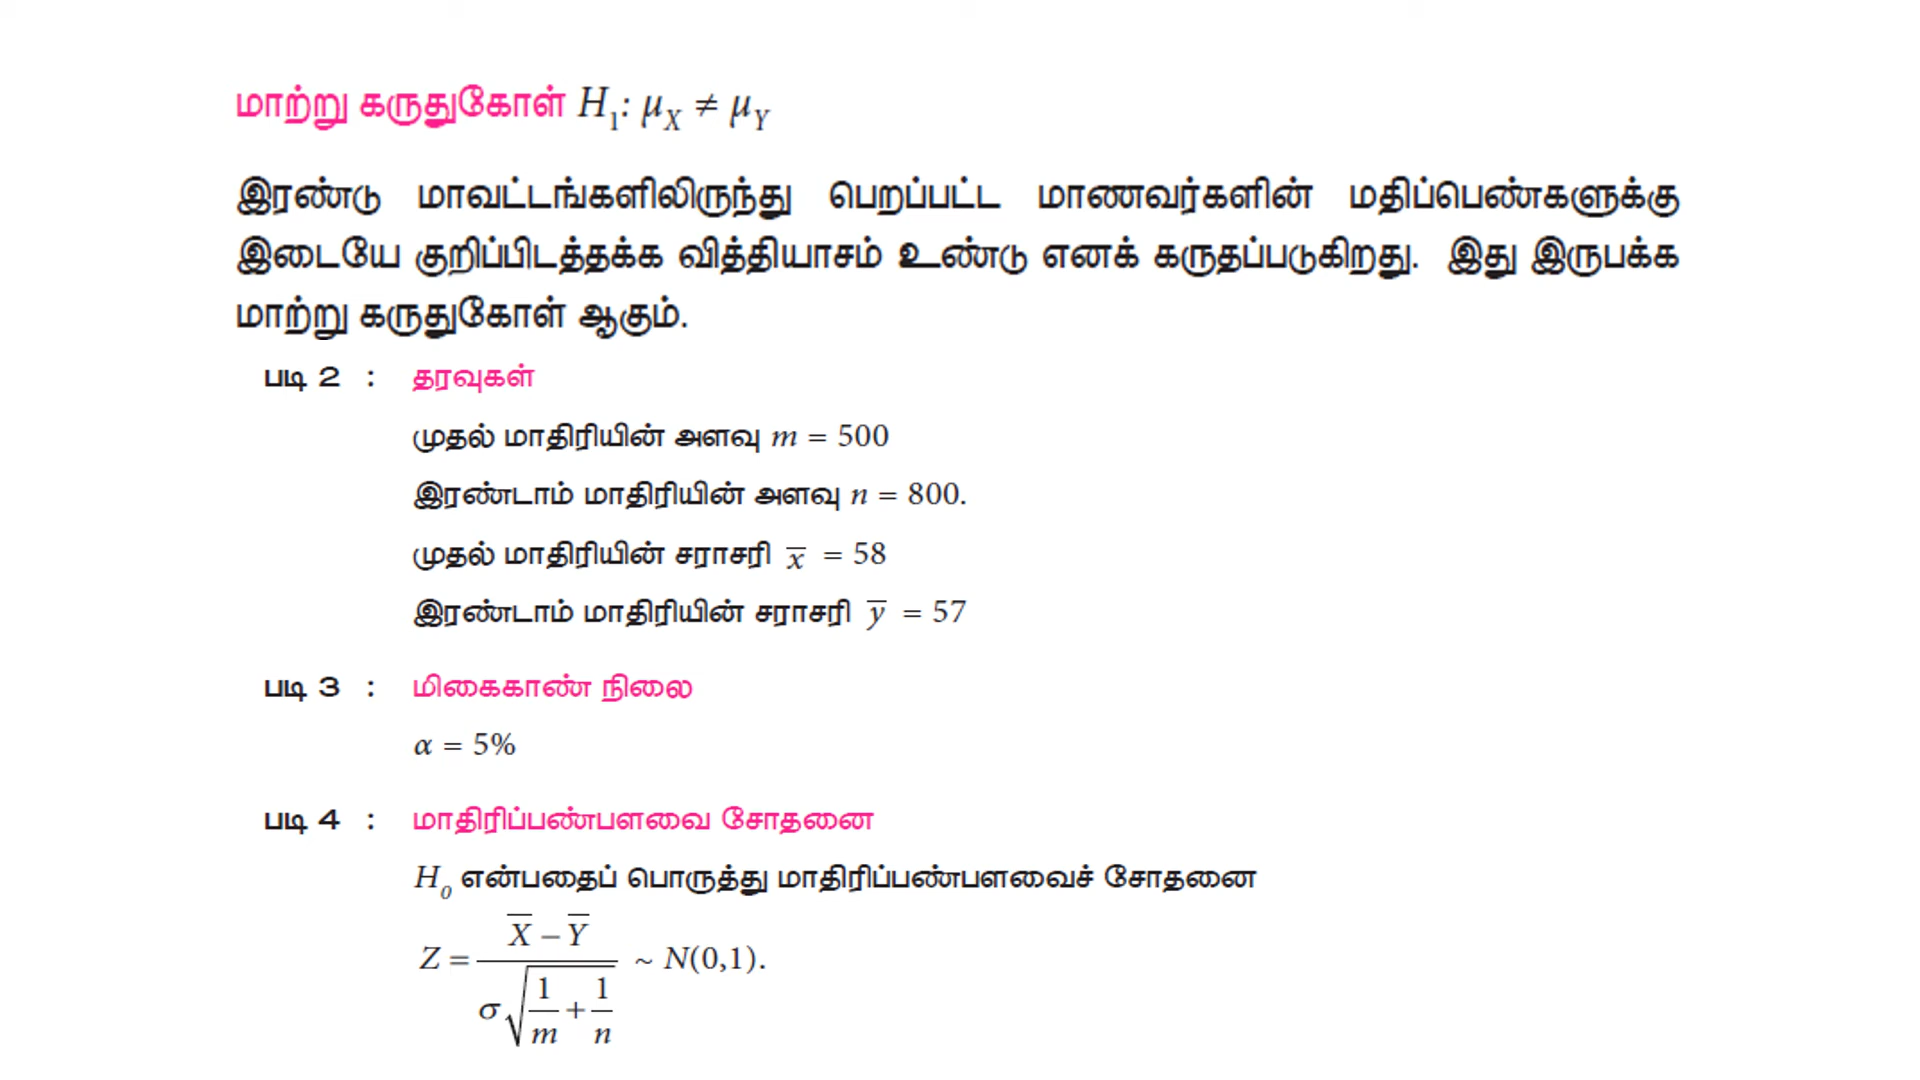 மாற்று கருதுகோள் H₁: μ_X ≠ μ_Y
இரண்டு மாவட்டங்களிலிருந்து பெறப்பட்ட மாணவர்களின் மதிப்பெண்களுக்கு
இடையே குறிப்பிடத்தக்க வித்தியாசம் உண்டு எனக் கருதப்படுகிறது. இது இருபக்க
மாற்று கருதுகோள் ஆகும்.
படி 2 : தரவுகள்
முதல் மாதிரியின் அளவு m = 500
இரண்டாம் மாதிரியின் அளவு n = 800.
முதல் மாதிரியின் சராசரி x̅ = 58
இரண்டாம் மாதிரியின் சராசரி y̅ = 57
படி 3 : மிகைகாண் நிலை
α = 5%
படி 4 : மாதிரிப்பண்பளவை சோதனை
H₀ என்பதைப் பொருத்து மாதிரிப்பண்பளவைச் சோதனை
Z = (X̅ – Y̅) / (σ√(1/m + 1/n)) ~ N(0,1).